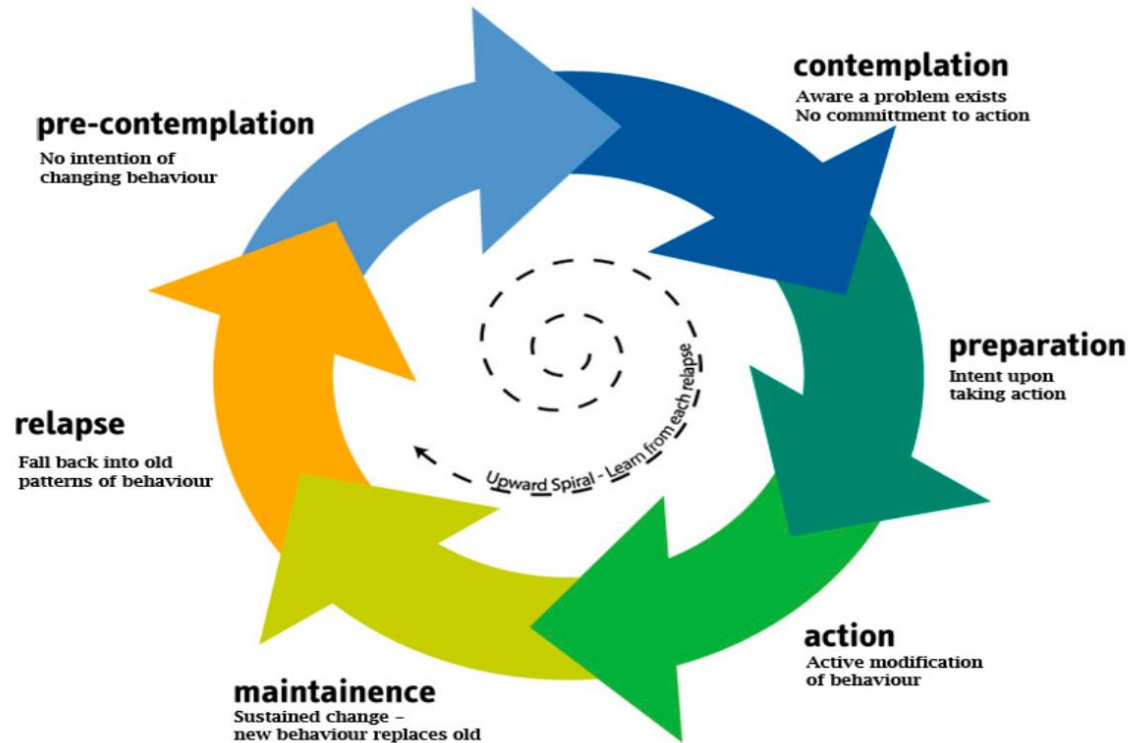 pre-contemplation
No intention of
changing behaviour
contemplation
Aware a problem exists
No committment to action
preparation
Intent upon
taking action
action
Active modification
of behaviour
maintainence
Sustained change –
new behaviour replaces old
relapse
Fall back into old
patterns of behaviour
Upward Spiral - Learn from each relapse